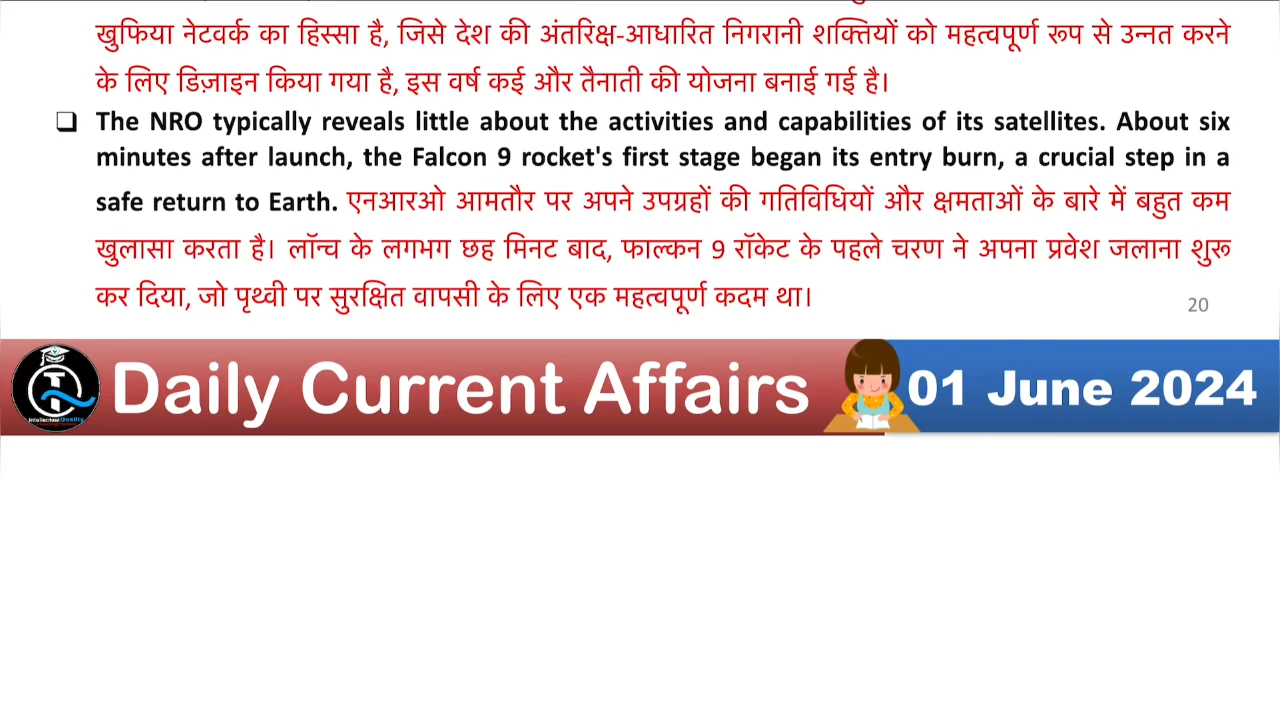 खुफिया नेटवर्क का हिस्सा है, जिसे देश की अंतरिक्ष-आधारित निगरानी शक्तियों को महत्वपूर्ण रूप से उन्नत करने
के लिए डिज़ाइन किया गया है, इस वर्ष कई और तैनाती की योजना बनाई गई है।
❑ The NRO typically reveals little about the activities and capabilities of its satellites. About six
minutes after launch, the Falcon 9 rocket's first stage began its entry burn, a crucial step in a
safe return to Earth. एनआरओ आमतौर पर अपने उपग्रहों की गतिविधियों और क्षमताओं के बारे में बहुत कम
खुलासा करता है। लॉन्च के लगभग छह मिनट बाद, फाल्कन 9 रॉकेट के पहले चरण ने अपना प्रवेश जलाना शुरू
कर दिया, जो पृथ्वी पर सुरक्षित वापसी के लिए एक महत्वपूर्ण कदम था।
20
Daily Current Affairs
01 June 2024